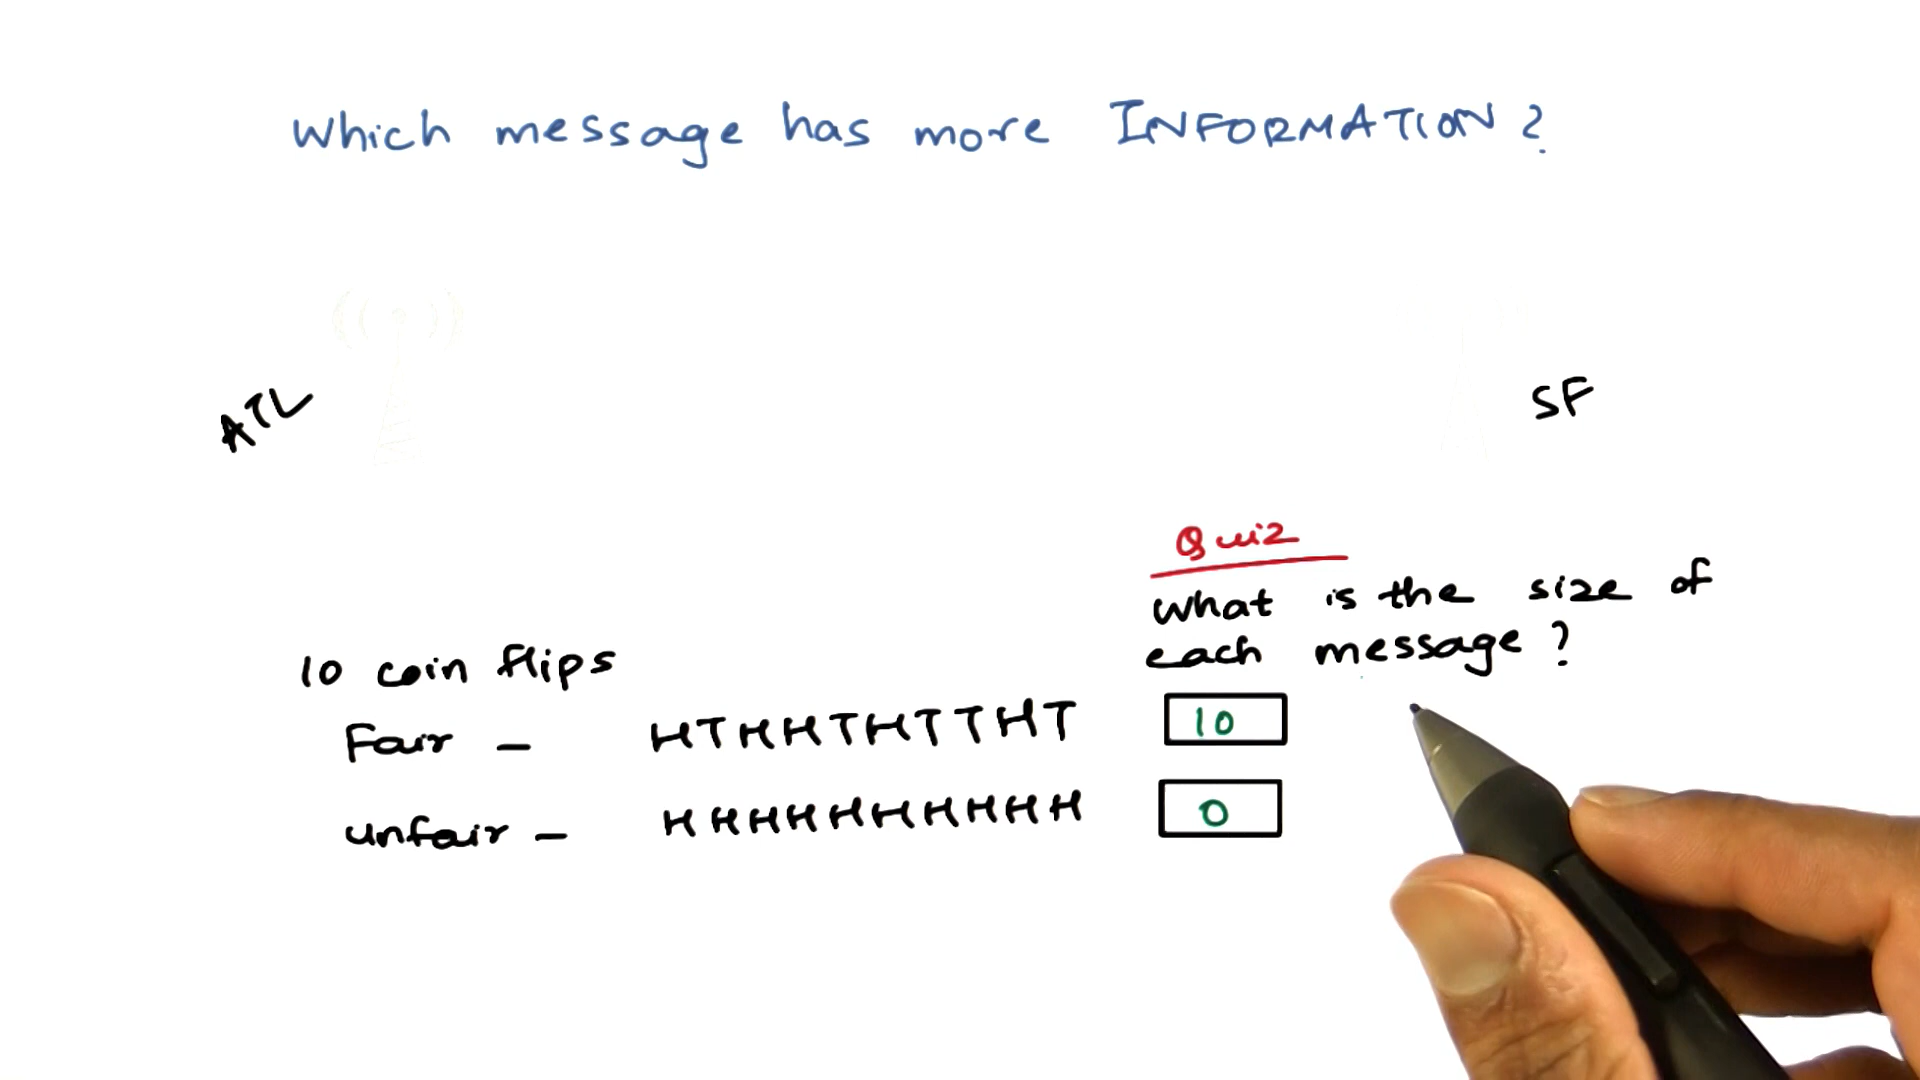 Which message has more INFORMATION?
ATL
SF
Quiz
What is the size of
each message?
10 coin flips
Fair - HTHHTHTTHT 10
unfair - HHHHHHHHHH 0